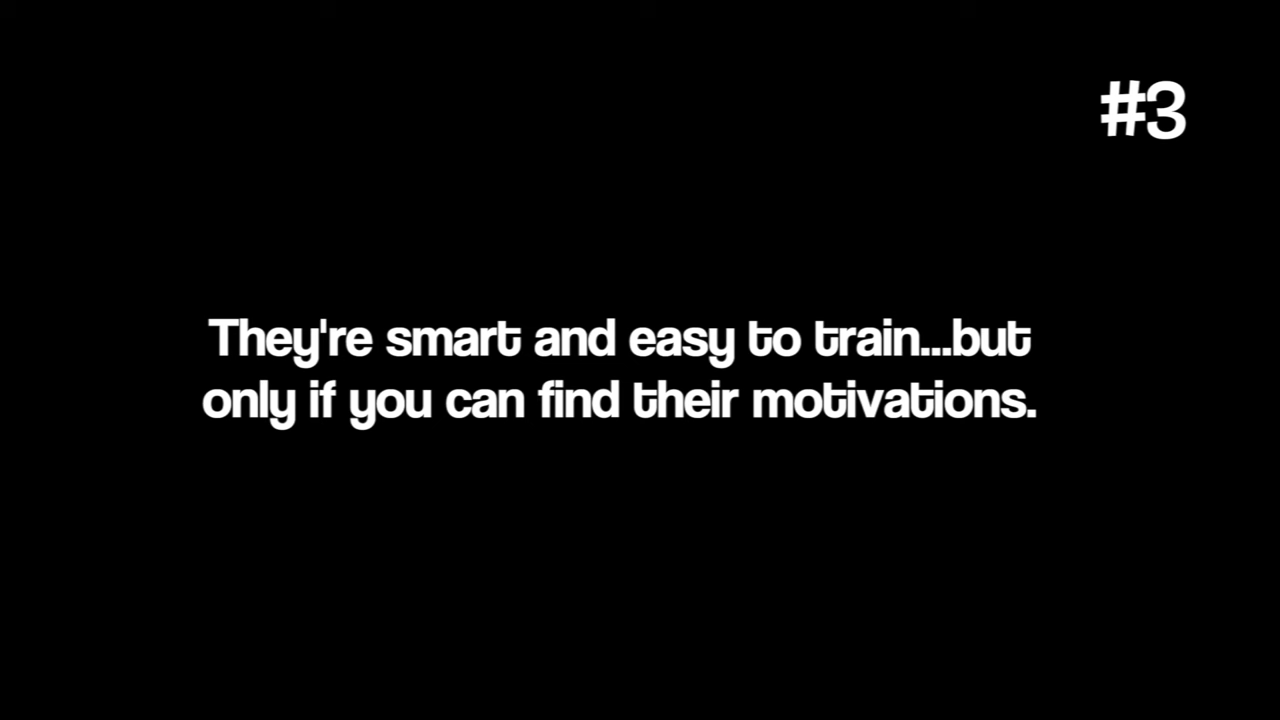 #3
They're smart and easy to train...but
only if you can find their motivations.